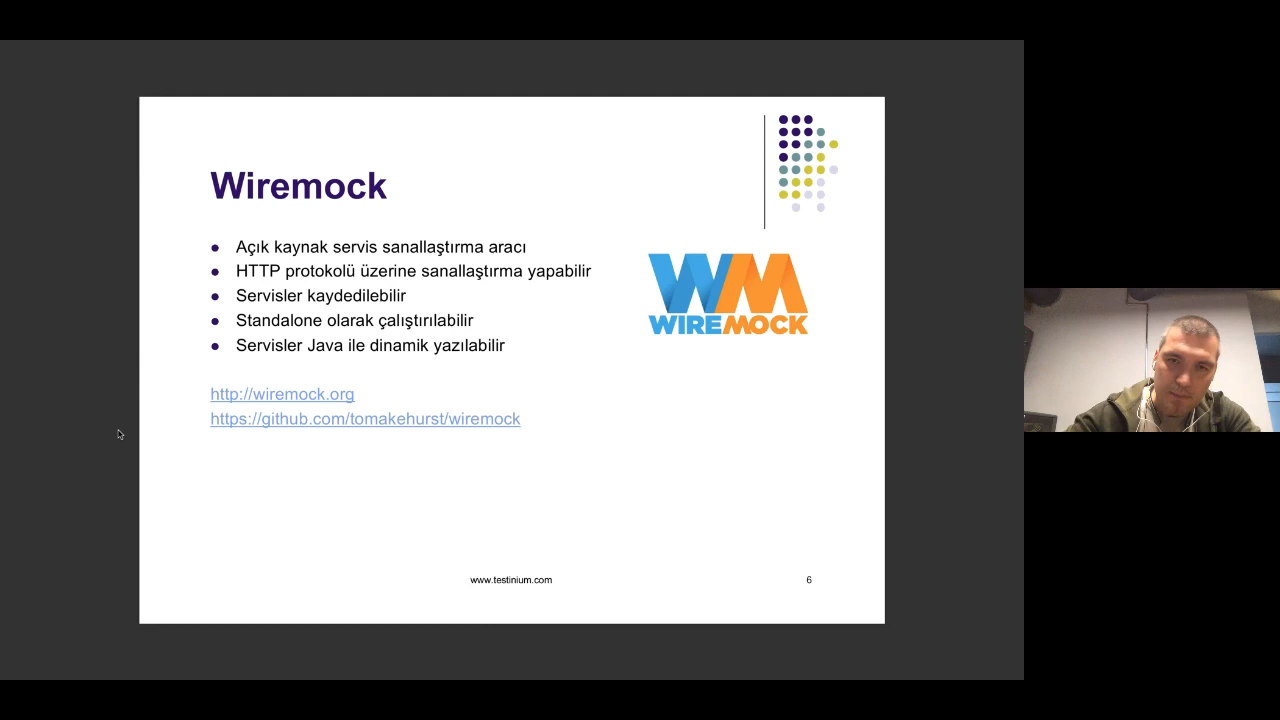 Wiremock
Açık kaynak servis sanallaştırma aracı
HTTP protokolü üzerine sanallaştırma yapabilir
Servisler kaydedilebilir
Standalone olarak çalıştırılabilir
Servisler Java ile dinamik yazılabilir
WM
WIREMOCK
http://wiremock.org
https://github.com/tomakehurst/wiremock
www.testinium.com
6